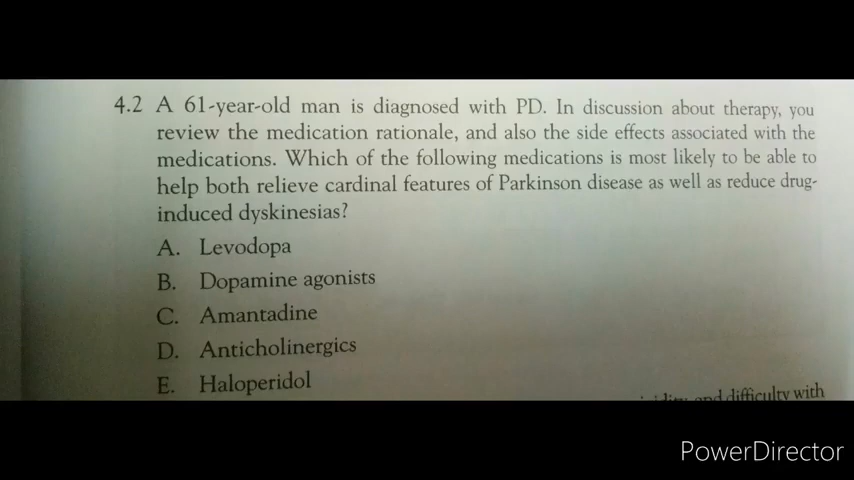 4.2 A 61-year-old man is diagnosed with PD. In discussion about therapy, you
review the medication rationale, and also the side effects associated with the
medications. Which of the following medications is most likely to be able to
help both relieve cardinal features of Parkinson disease as well as reduce drug-
induced dyskinesias?
A. Levodopa
B. Dopamine agonists
C. Amantadine
D. Anticholinergics
E. Haloperidol
and difficulty with
PowerDirector